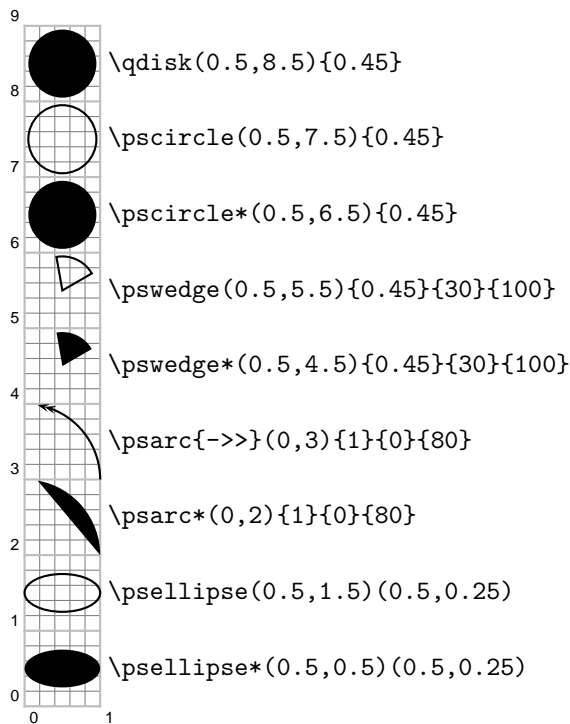 9
\qdisk(0.5,8.5){0.45}
8
\pscircle(0.5,7.5){0.45}
7
\pscircle*(0.5,6.5){0.45}
6
\pswedge(0.5,5.5){0.45}{30}{100}
5
\pswedge*(0.5,4.5){0.45}{30}{100}
4
\psarc{->>}(0,3){1}{0}{80}
3
\psarc*(0,2){1}{0}{80}
2
\psellipse(0.5,1.5)(0.5,0.25)
1
\psellipse*(0.5,0.5)(0.5,0.25)
0
0 1